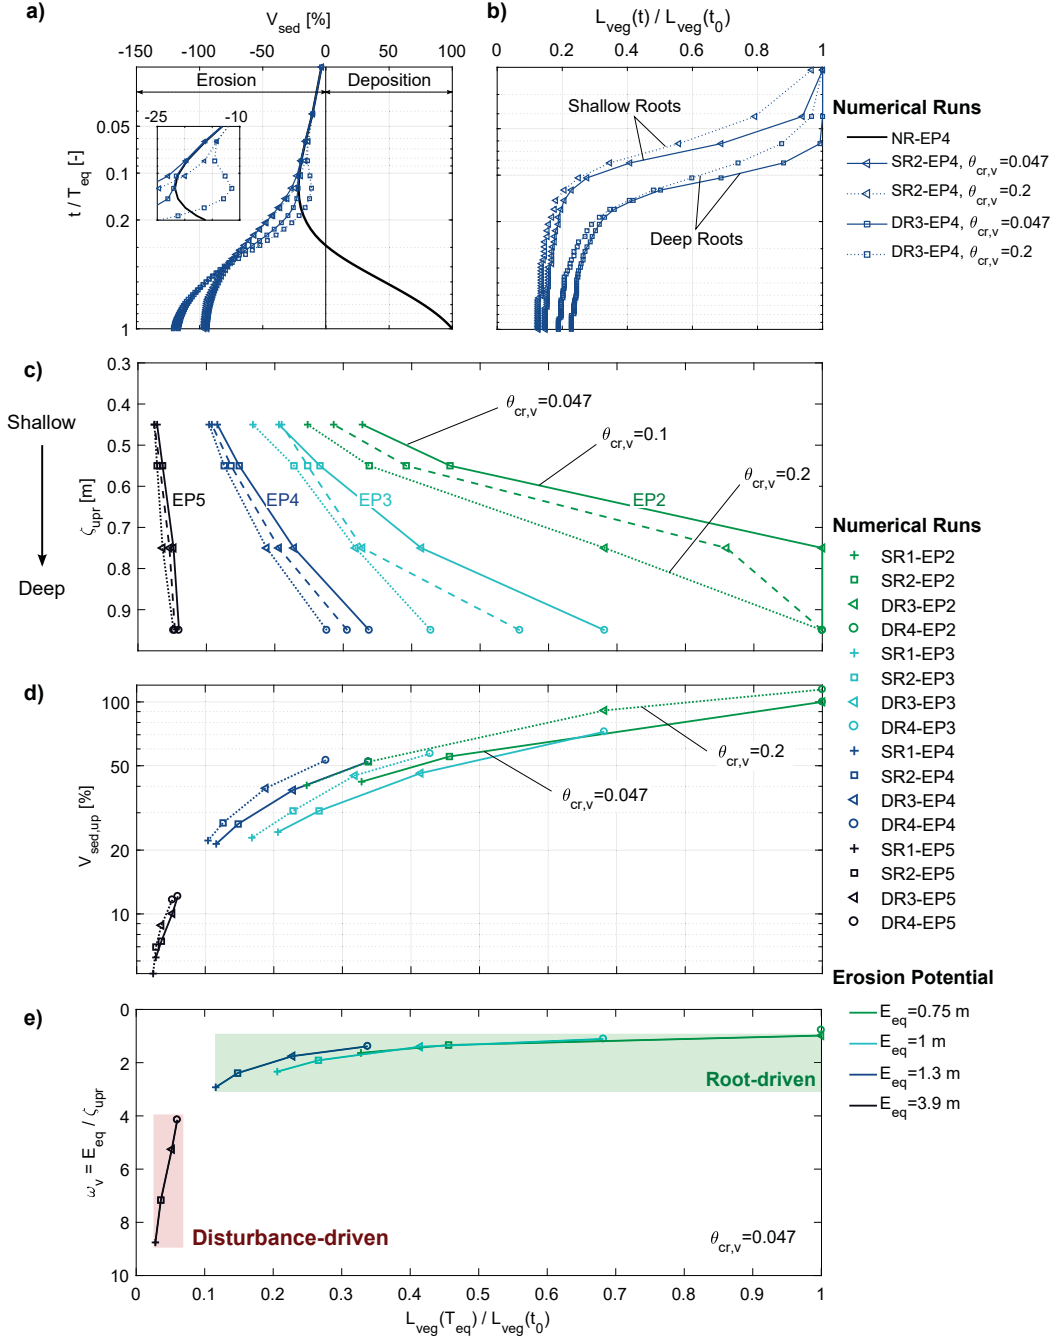 a)
V_sed [%]
-150 -100 -50 0 50 100
Erosion Deposition
-25 -10
0.05
0.1
0.2
1
t / T_eq [-]
b)
L_veg(t) / L_veg(t_0)
0 0.2 0.4 0.6 0.8 1
Shallow Roots
Deep Roots
Numerical Runs
NR-EP4
SR2-EP4, θ_cr,v=0.047
SR2-EP4, θ_cr,v=0.2
DR3-EP4, θ_cr,v=0.047
DR3-EP4, θ_cr,v=0.2
c)
Shallow
Deep
ζ_upr [m]
0.3
0.4
0.5
0.6
0.7
0.8
0.9
θ_cr,v=0.047
θ_cr,v=0.1
θ_cr,v=0.2
EP5 EP4 EP3 EP2
d)
V_sed,up [%]
100
50
20
10
θ_cr,v=0.2
θ_cr,v=0.047
Numerical Runs
SR1-EP2
SR2-EP2
DR3-EP2
DR4-EP2
SR1-EP3
SR2-EP3
DR3-EP3
DR4-EP3
SR1-EP4
SR2-EP4
DR3-EP4
DR4-EP4
SR1-EP5
SR2-EP5
DR3-EP5
DR4-EP5
e)
ω_v = E_eq / ζ_upr
0
2
4
6
8
10
Root-driven
Disturbance-driven
θ_cr,v=0.047
0 0.1 0.2 0.3 0.4 0.5 0.6 0.7 0.8 0.9 1
L_veg(T_eq) / L_veg(t_0)
Erosion Potential
E_eq=0.75 m
E_eq=1 m
E_eq=1.3 m
E_eq=3.9 m